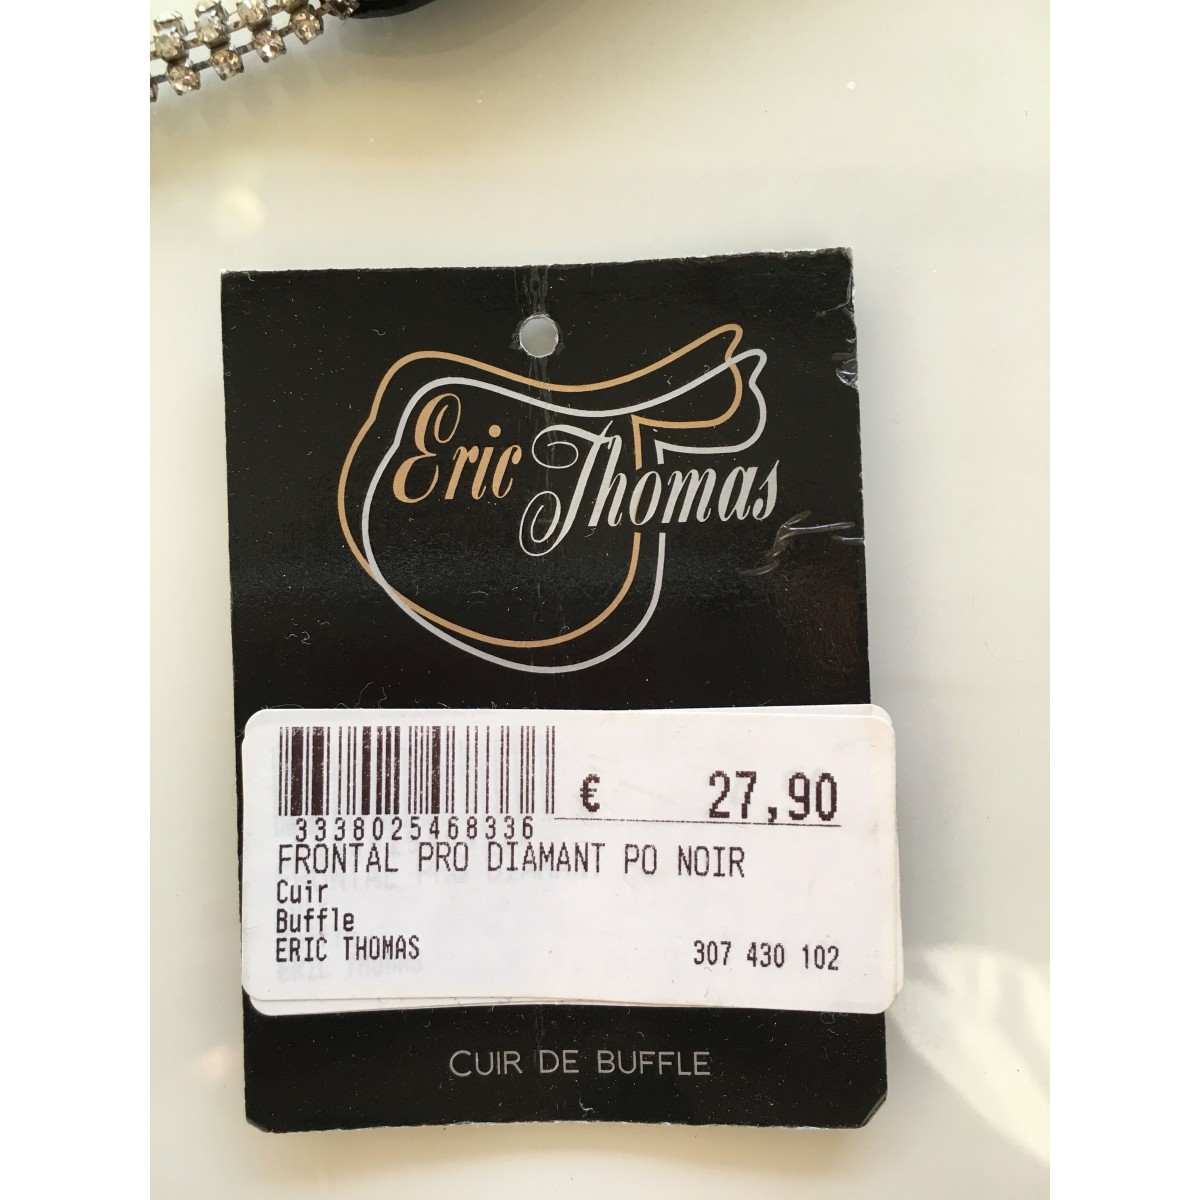 Eric Thomas
€ 27,90
3338025468336
FRONTAL PRO DIAMANT PO NOIR
Cuir
Buffle
ERIC THOMAS 307 430 102
CUIR DE BUFFLE